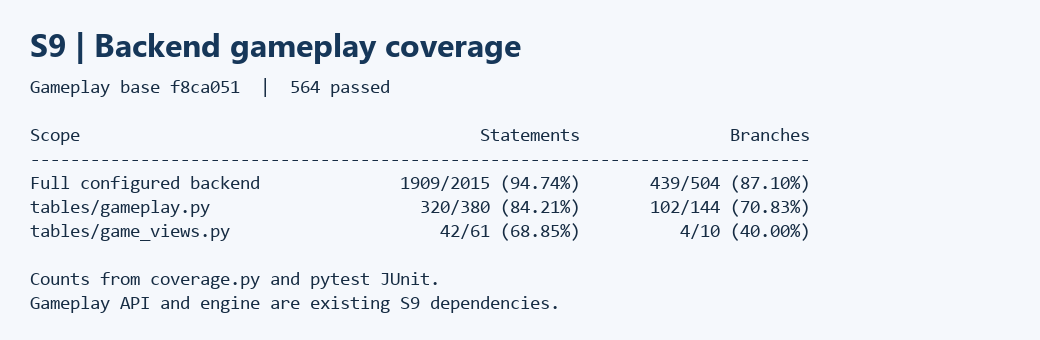 S9 | Backend gameplay coverage
Gameplay base f8ca051 | 564 passed
Scope Statements Branches
------------------------------------------------------------------------------
Full configured backend 1909/2015 (94.74%) 439/504 (87.10%)
tables/gameplay.py 320/380 (84.21%) 102/144 (70.83%)
tables/game_views.py 42/61 (68.85%) 4/10 (40.00%)
Counts from coverage.py and pytest JUnit.
Gameplay API and engine are existing S9 dependencies.